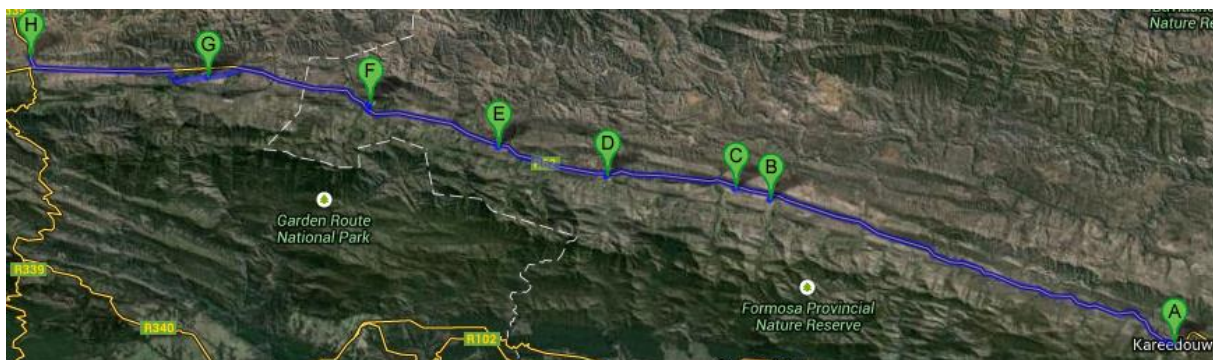 H
G
F
E
D
C
B
A
Nature Re
Garden Route
National Park
Formosa Provincial
Nature Reserve
Kareedouw
R339
R340
R102